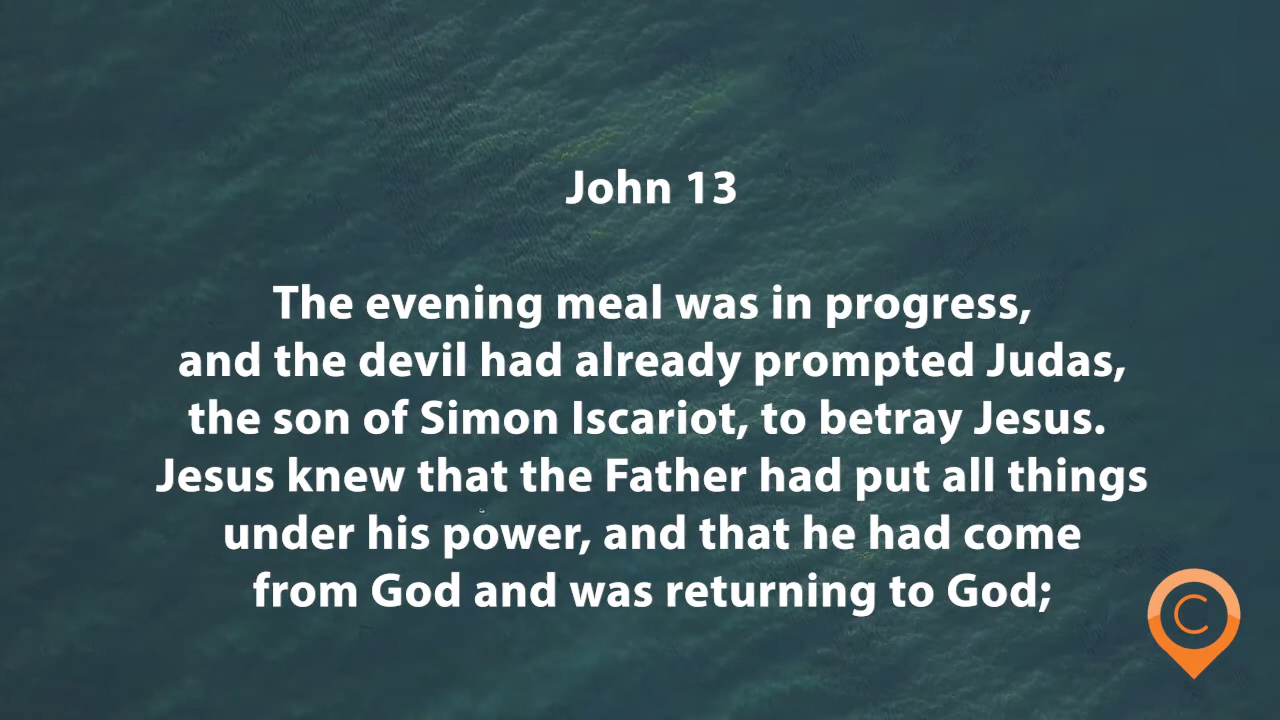 John 13
The evening meal was in progress,
and the devil had already prompted Judas,
the son of Simon Iscariot, to betray Jesus.
Jesus knew that the Father had put all things
under his power, and that he had come
from God and was returning to God;
C